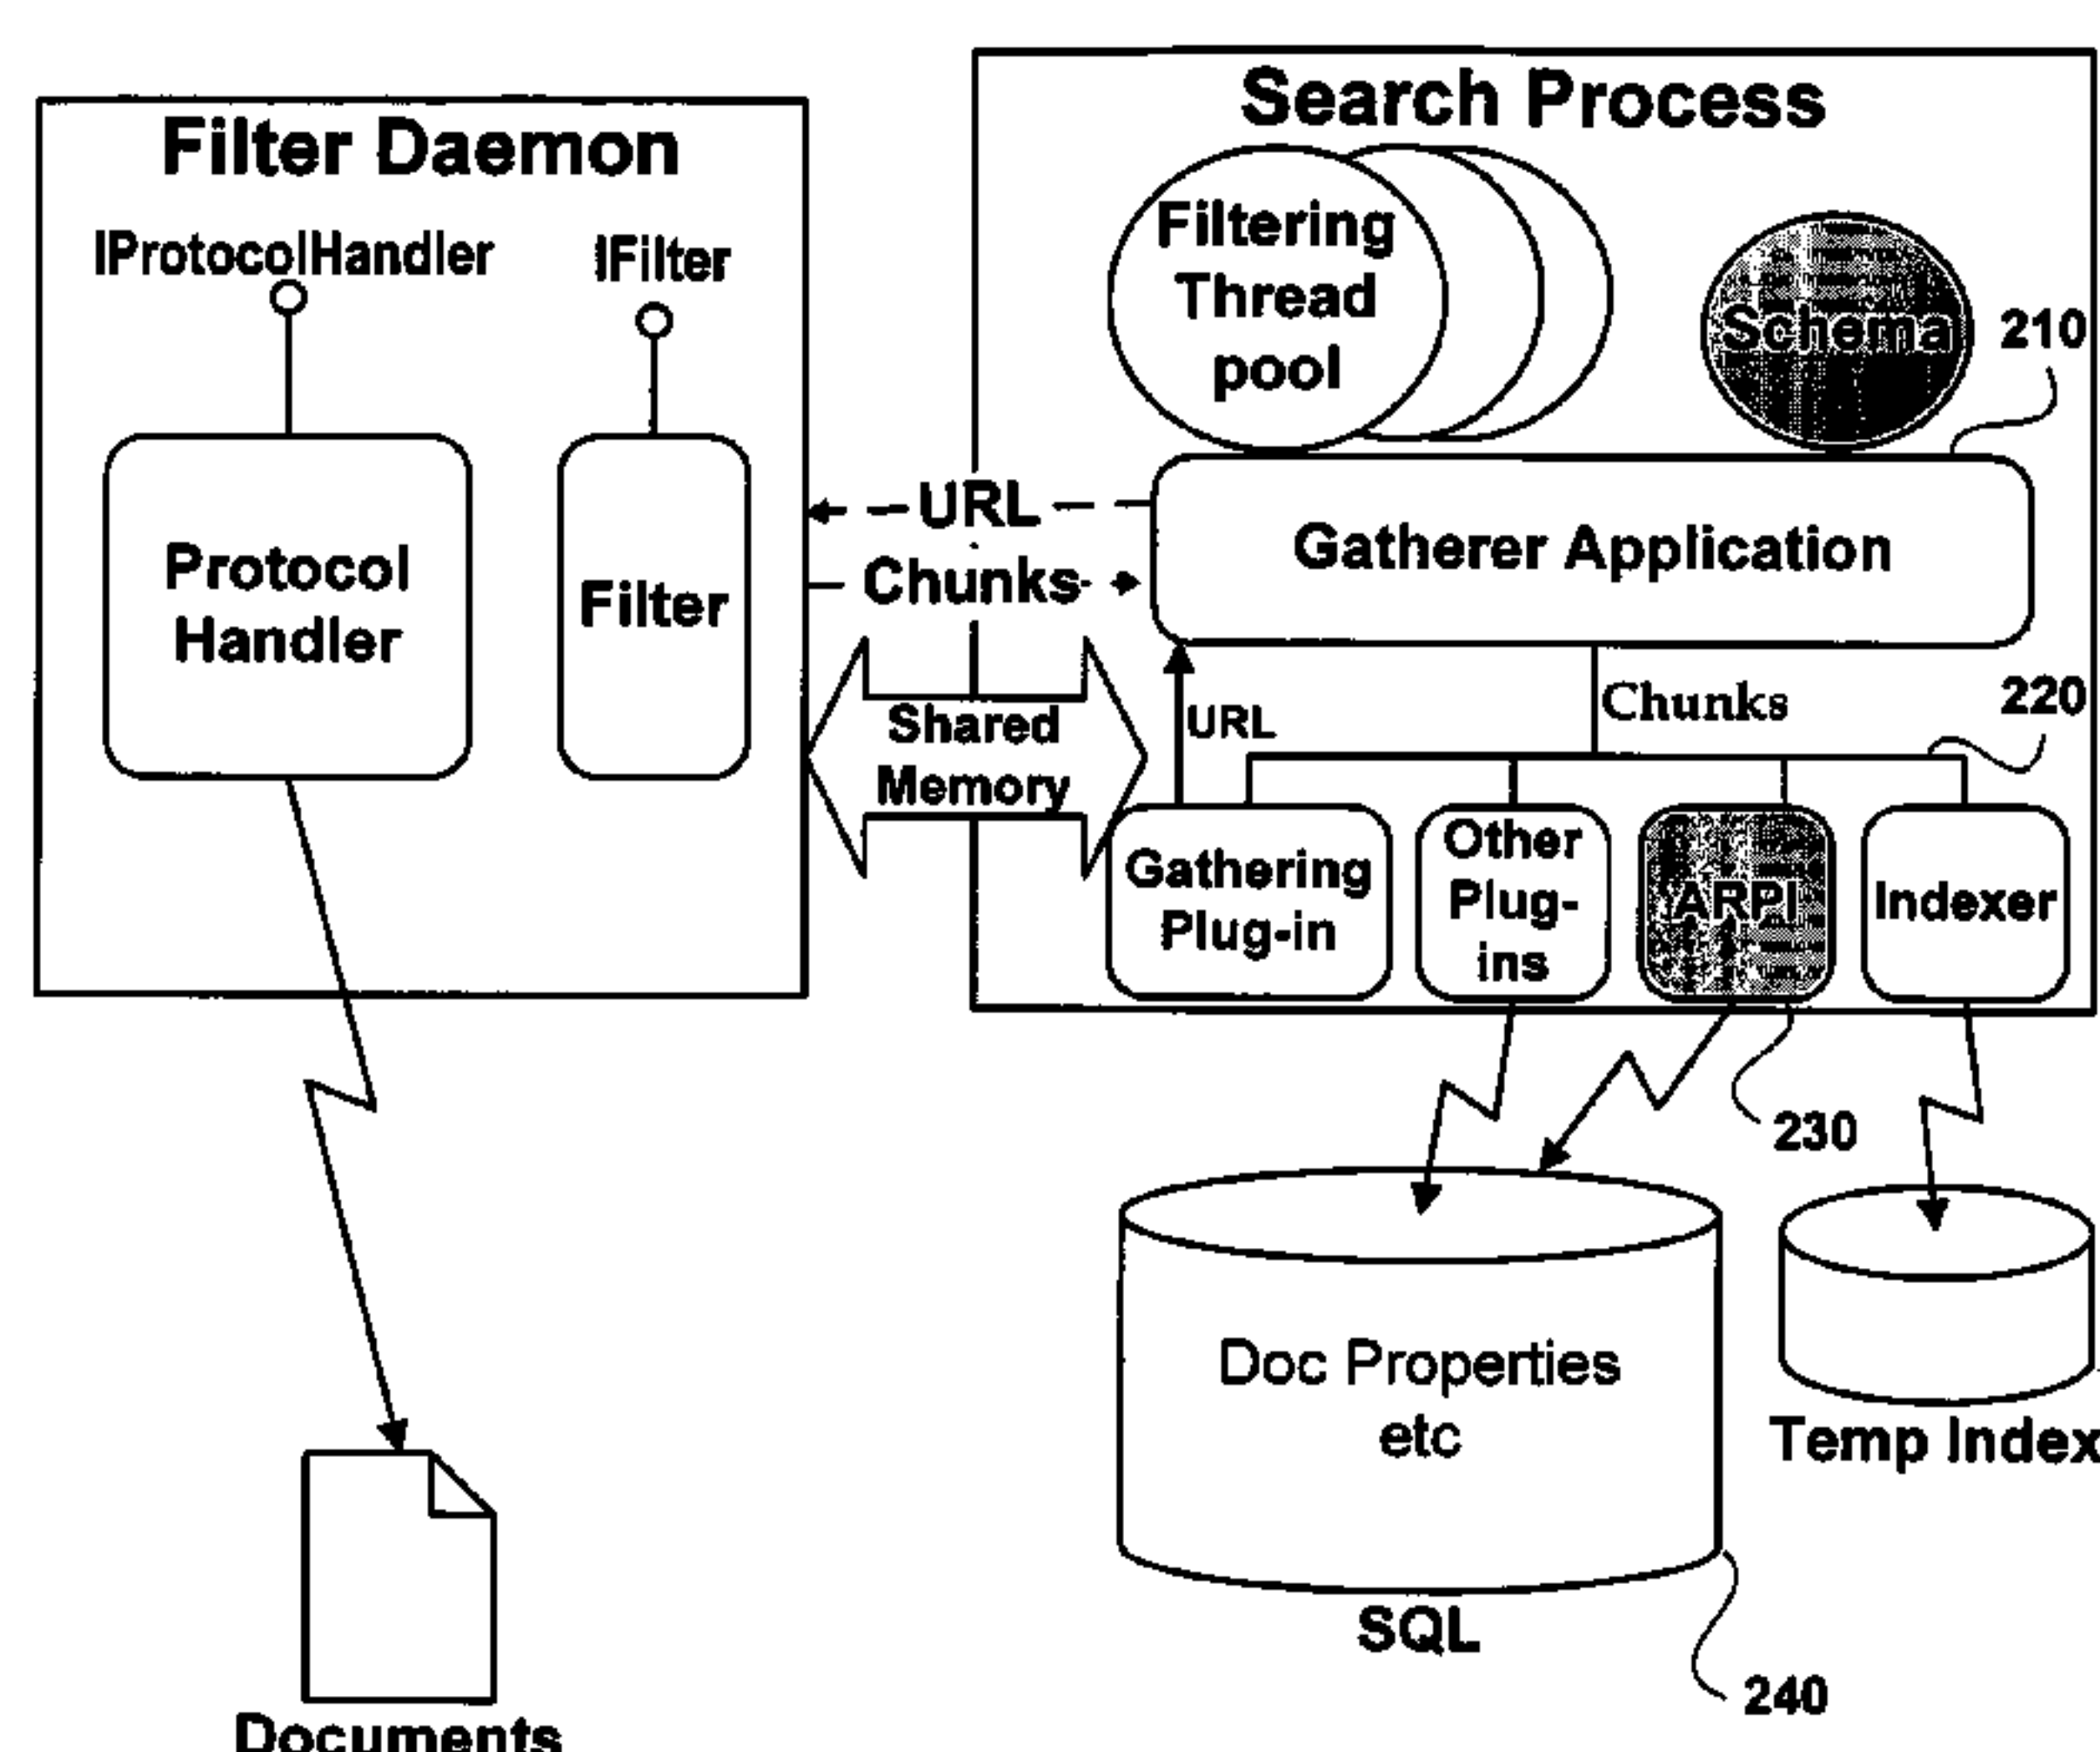 Filter Daemon
IProtocolHandler
IFilter
Protocol
Handler
Filter
Search Process
Filtering
Thread
pool
Schema
210
URL
Chunks
Gatherer Application
Shared
Memory
URL
Chunks
220
Gathering
Plug-in
Other
Plug-
ins
ARPI
Indexer
230
Doc Properties
etc
SQL
240
Temp Index
Documents